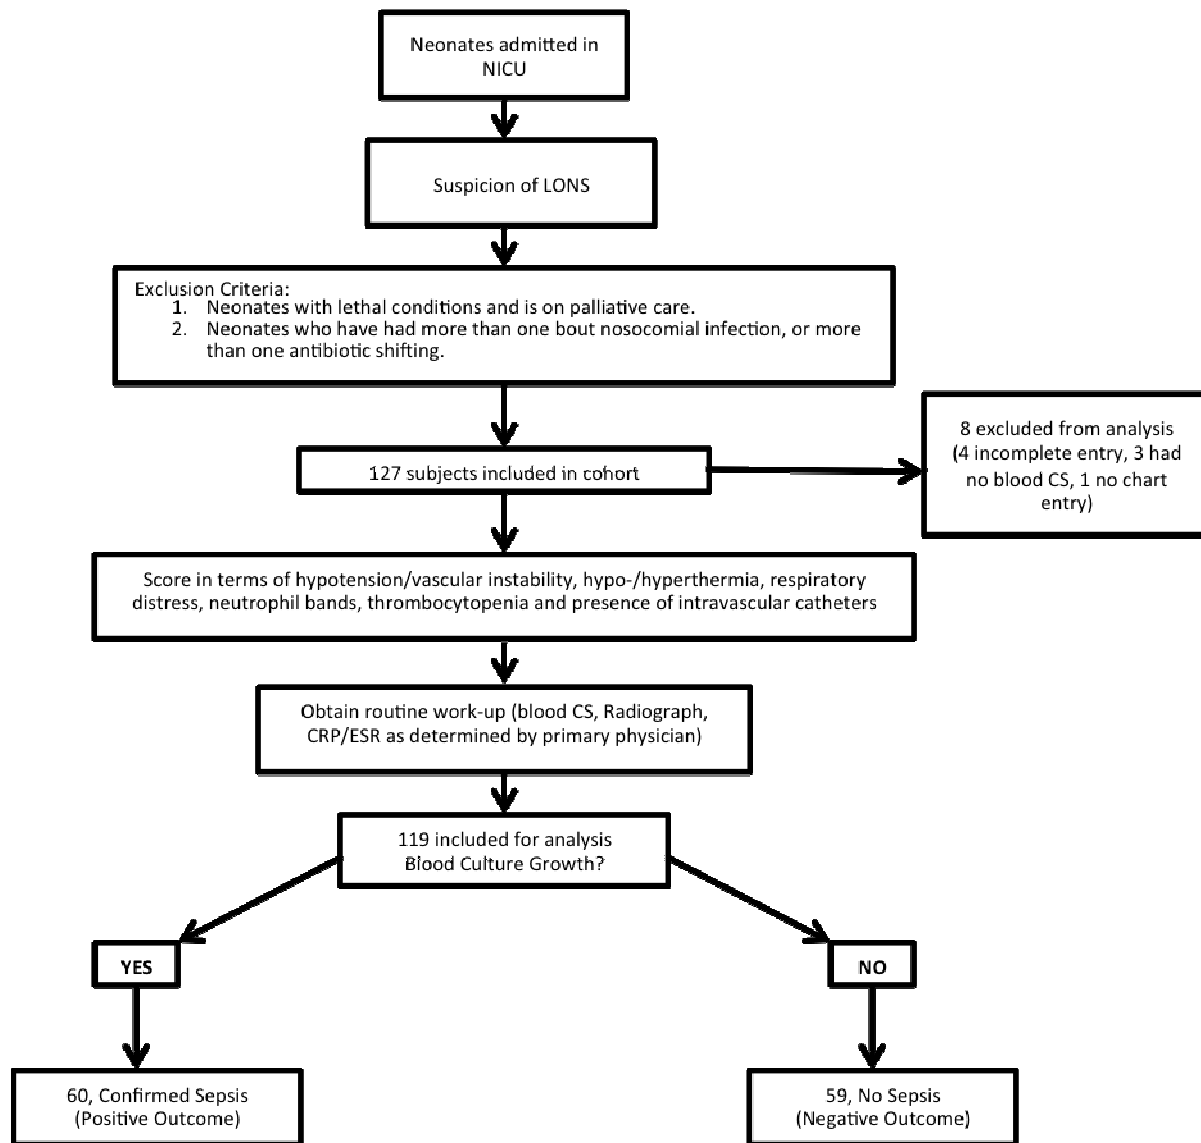 Neonates admitted in
NICU
Suspicion of LONS
Exclusion Criteria:
1. Neonates with lethal conditions and is on palliative care.
2. Neonates who have had more than one bout nosocomial infection, or more
than one antibiotic shifting.
127 subjects included in cohort
8 excluded from analysis
(4 incomplete entry, 3 had
no blood CS, 1 no chart
entry)
Score in terms of hypotension/vascular instability, hypo-/hyperthermia, respiratory
distress, neutrophil bands, thrombocytopenia and presence of intravascular catheters
Obtain routine work-up (blood CS, Radiograph,
CRP/ESR as determined by primary physician)
119 included for analysis
Blood Culture Growth?
YES
NO
60, Confirmed Sepsis
(Positive Outcome)
59, No Sepsis
(Negative Outcome)